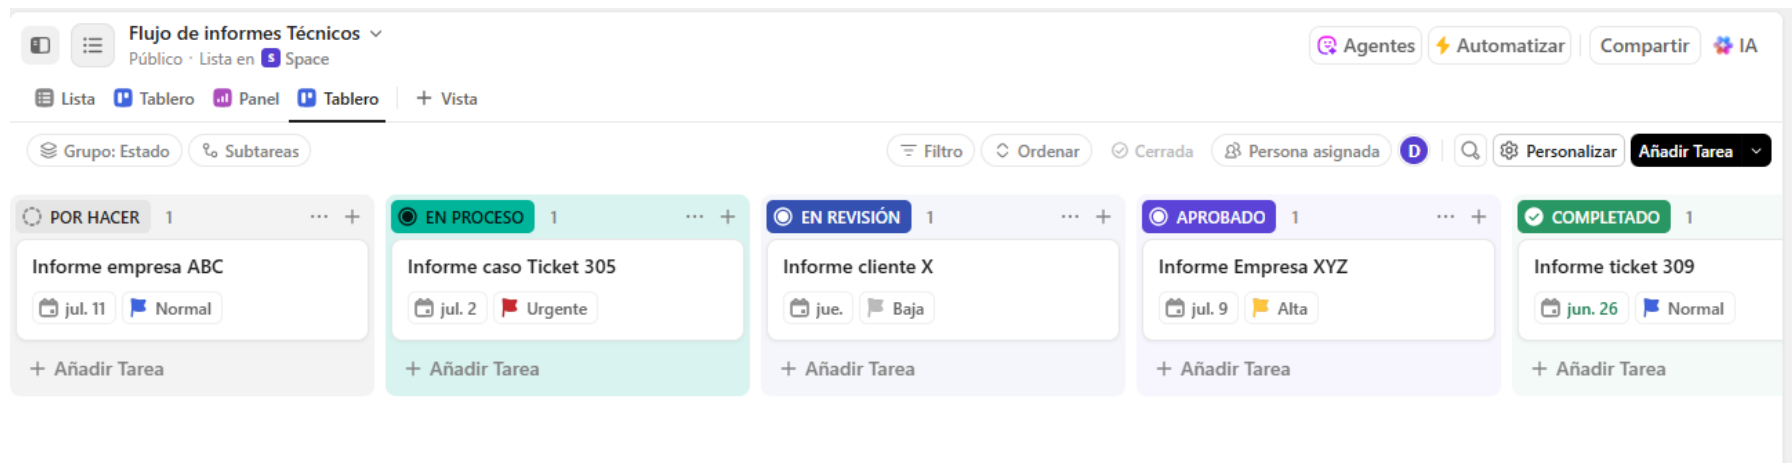 Flujo de informes Técnicos
Agentes Automatizar Compartir IA
Público · Lista en S Space
Lista Tablero Panel Tablero + Vista
Grupo: Estado Subtareas Filtro Ordenar Cerrada Persona asignada D Personalizar Añadir Tarea
POR HACER 1 ... +
Informe empresa ABC
jul. 11 Normal
+ Añadir Tarea
EN PROCESO 1 ... +
Informe caso Ticket 305
jul. 2 Urgente
+ Añadir Tarea
EN REVISIÓN 1 ... +
Informe cliente X
jue. Baja
+ Añadir Tarea
APROBADO 1 ... +
Informe Empresa XYZ
jul. 9 Alta
+ Añadir Tarea
COMPLETADO 1
Informe ticket 309
jun. 26 Normal
+ Añadir Tarea